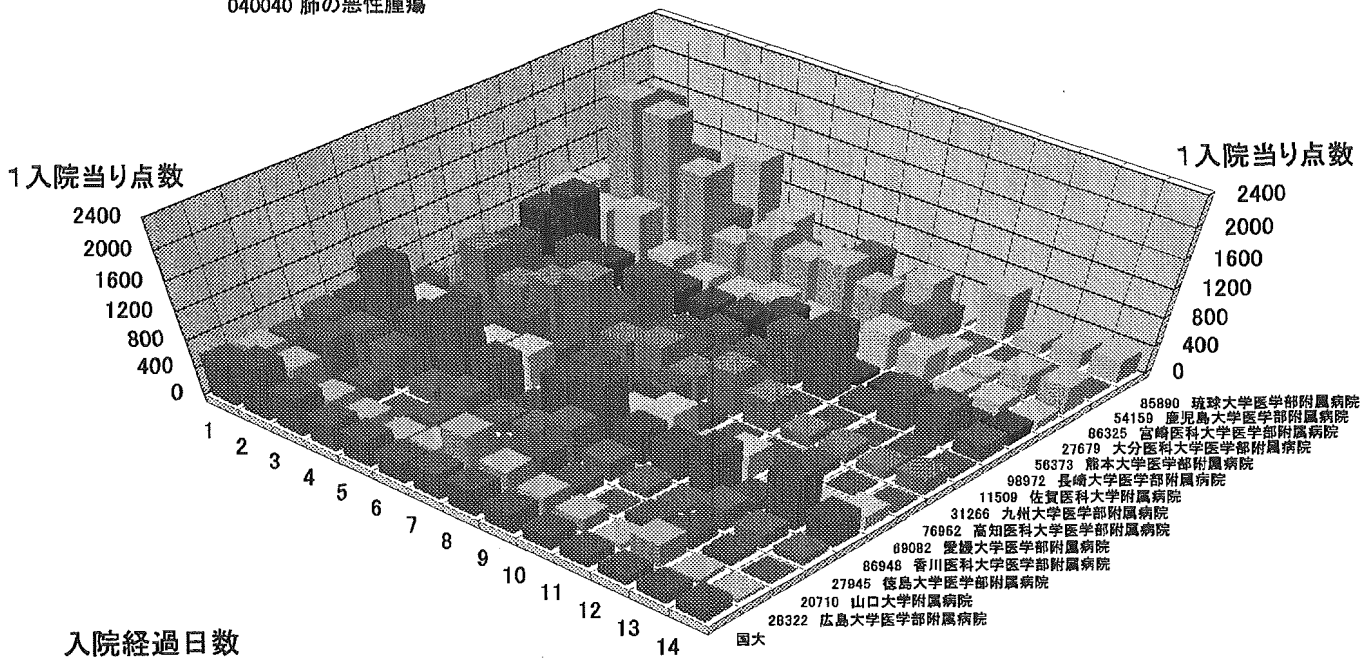 040040 肺の悪性腫瘍
1入院当り点数
2400
2000
1600
1200
800
400
0
1入院当り点数
2400
2000
1600
1200
800
400
0
1
2
3
4
5
6
7
8
9
10
11
12
13
14
85890 琉球大学医学部附属病院
54159 鹿児島大学医学部附属病院
86325 宮崎医科大学医学部附属病院
27679 大分医科大学医学部附属病院
56373 熊本大学医学部附属病院
98972 長崎大学医学部附属病院
11509 佐賀医科大学附属病院
31266 九州大学医学部附属病院
76962 高知医科大学医学部附属病院
69082 愛媛大学医学部附属病院
86948 香川医科大学医学部附属病院
27945 徳島大学医学部附属病院
20710 山口大学附属病院
28322 広島大学医学部附属病院
国大
入院経過日数